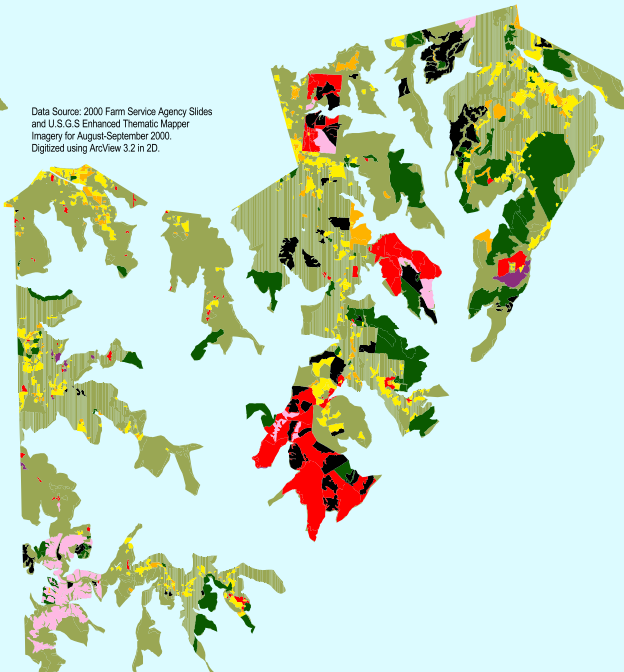 Data Source: 2000 Farm Service Agency Slides
and U.S.G.S Enhanced Thematic Mapper
Imagery for August-September 2000.
Digitized using ArcView 3.2 in 2D.